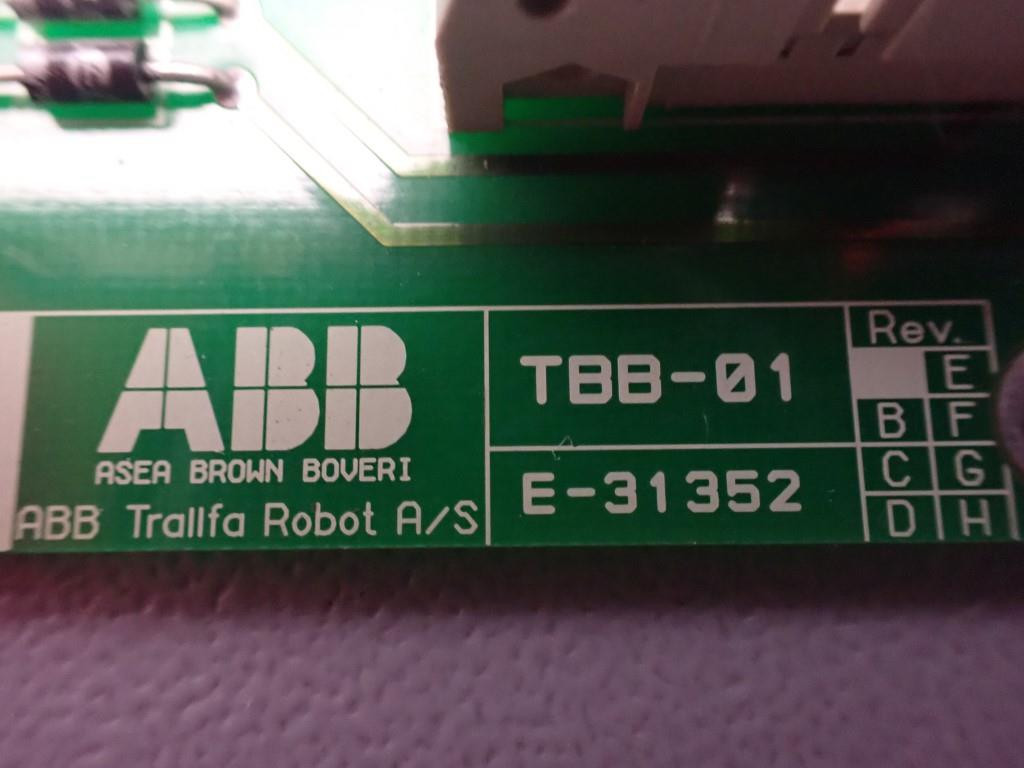 ABB
ASEA BROWN BOVERI
ABB Trallfa Robot A/S
TBB-01
E-31352
Rev.
E
B F
C G
D H